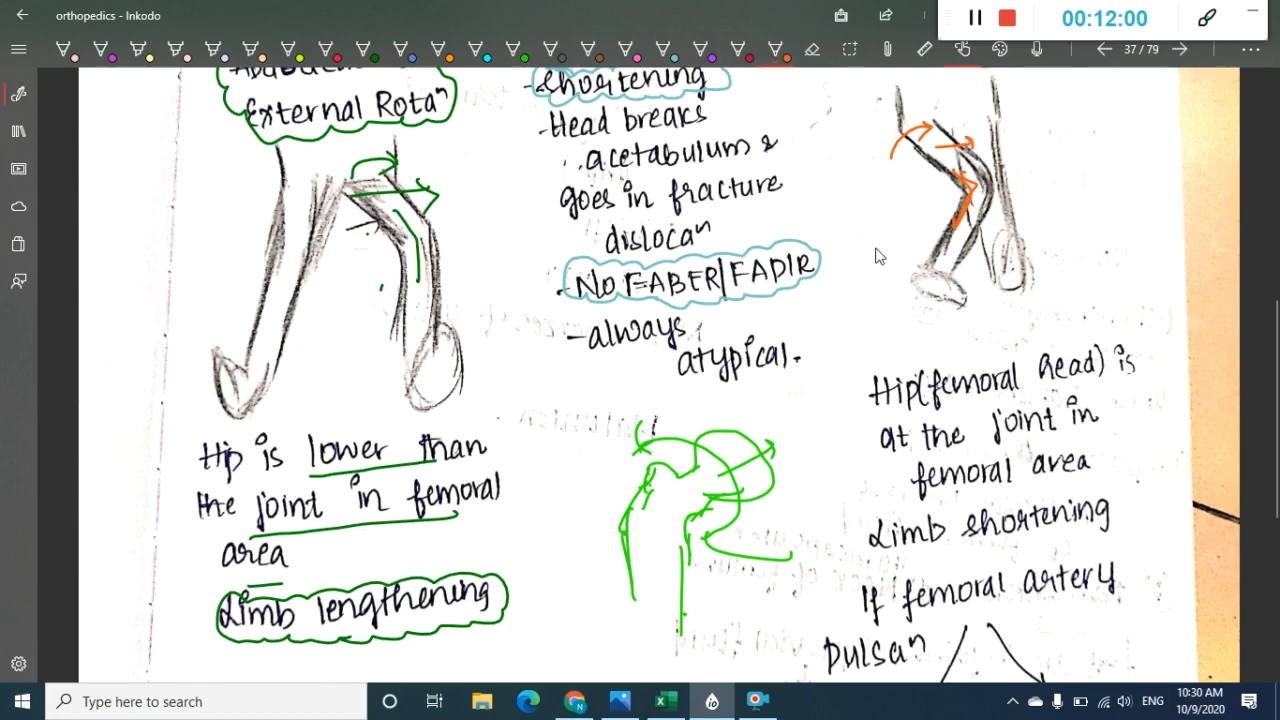 orthopedics - Inkodo
00:12:00
37 / 79
External Rotaⁿ
Hip is lower than
the joint in femoral
area
Limb lengthening
-shortening
-Head breaks
acetabulum &
goes in fracture
dislocaⁿ
- No FABER/FADIR
-always
atypical.
Hip(femoral head) is
at the joint in
femoral area
Limb shortening
If femoral artery
pulsaⁿ
Type here to search
ENG
10:30 AM
10/9/2020